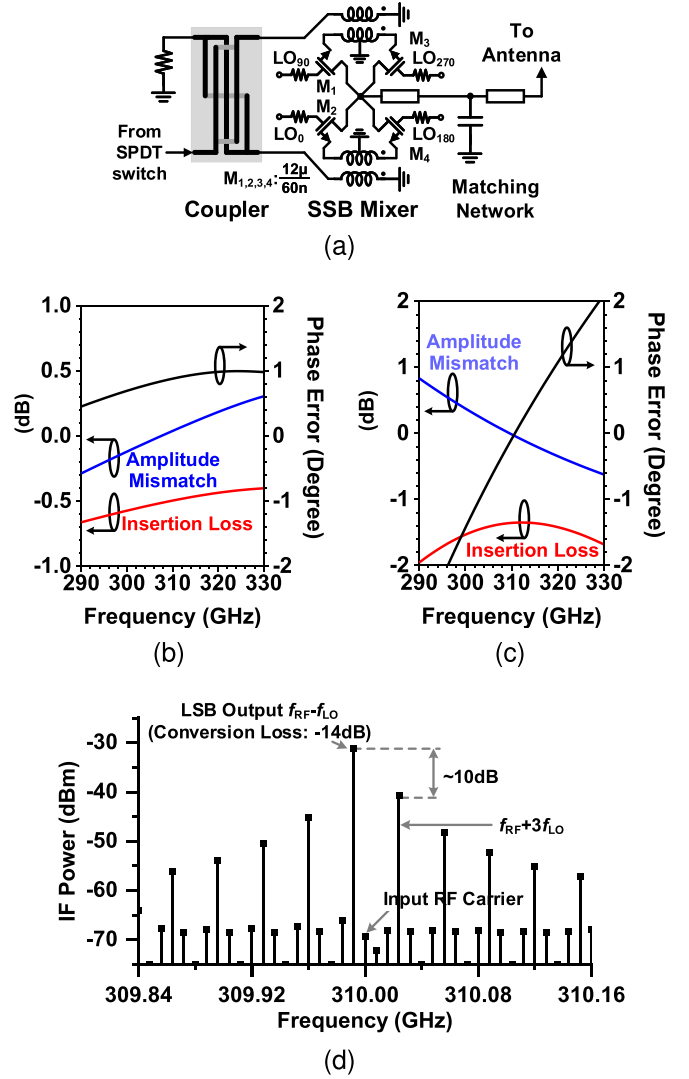 (a)
To
Antenna
M3
LO90
LO270
M1
M2
LO0
LO180
M4
From
SPDT
switch
M1,2,3,4: 12µ
60n
Coupler
SSB Mixer
Matching
Network
(a)
1.0
0.5
0.0
-0.5
-1.0
(dB)
2
1
0
-1
-2
Phase Error (Degree)
Amplitude
Mismatch
Insertion Loss
290 300 310 320 330
Frequency (GHz)
(b)
2
1
0
-1
-2
(dB)
2
1
0
-1
-2
Phase Error (Degree)
Amplitude
Mismatch
Insertion Loss
290 300 310 320 330
Frequency (GHz)
(c)
LSB Output fRF-fLO
(Conversion Loss: -14dB)
-30
-40
-50
-60
-70
IF Power (dBm)
~10dB
fRF+3fLO
Input RF Carrier
309.84 309.92 310.00 310.08 310.16
Frequency (GHz)
(d)